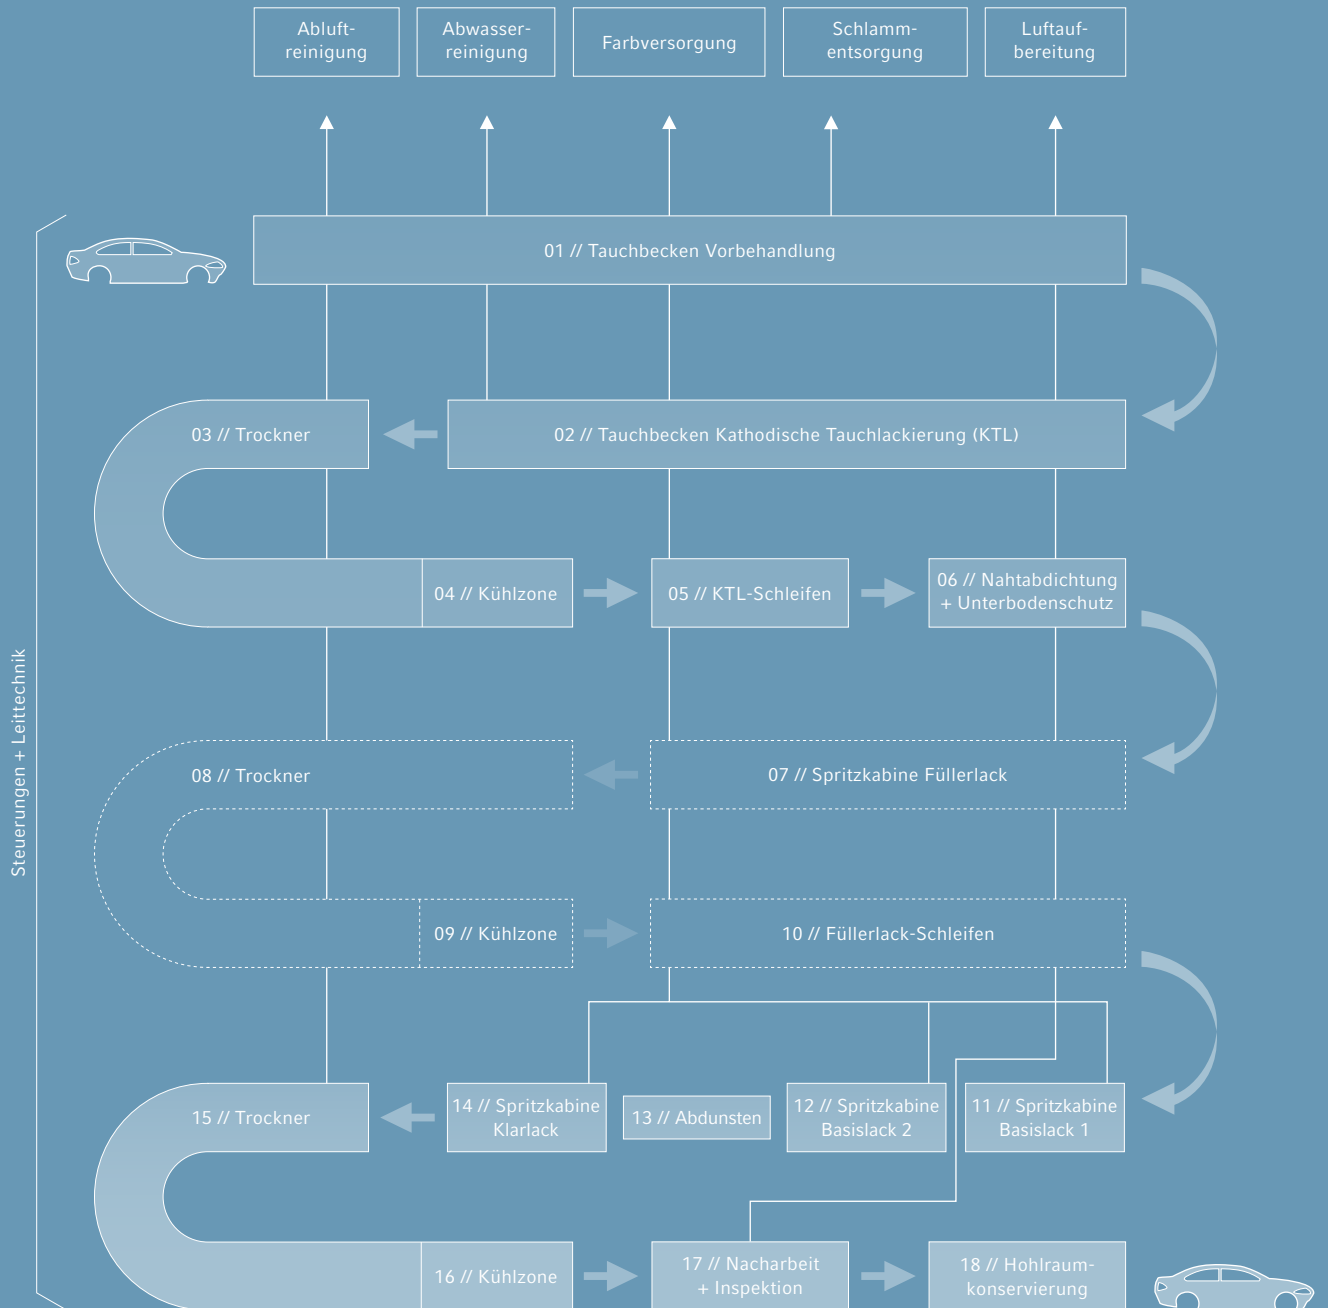 Abluft-
reinigung
Abwasser-
reinigung
Farbversorgung
Schlamm-
entsorgung
Luftauf-
bereitung
01 // Tauchbecken Vorbehandlung
03 // Trockner
02 // Tauchbecken Kathodische Tauchlackierung (KTL)
04 // Kühlzone
05 // KTL-Schleifen
06 // Nahtabdichtung
+ Unterbodenschutz
Steuerungen + Leittechnik
08 // Trockner
07 // Spritzkabine Füllerlack
09 // Kühlzone
10 // Füllerlack-Schleifen
15 // Trockner
14 // Spritzkabine
Klarlack
13 // Abdunsten
12 // Spritzkabine
Basislack 2
11 // Spritzkabine
Basislack 1
16 // Kühlzone
17 // Nacharbeit
+ Inspektion
18 // Hohlraum-
konservierung